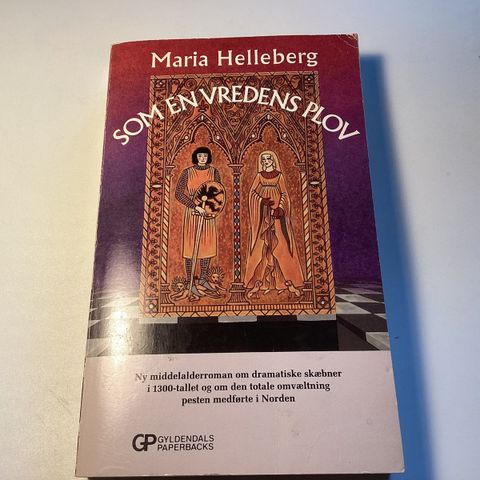 Maria Helleberg
SOM EN VREDENS PLOV
Ny middelalderroman om dramatiske skæbner
i 1300-tallet og om den totale omvæltning
pesten medførte i Norden
GP GYLDENDALS
PAPERBACKS